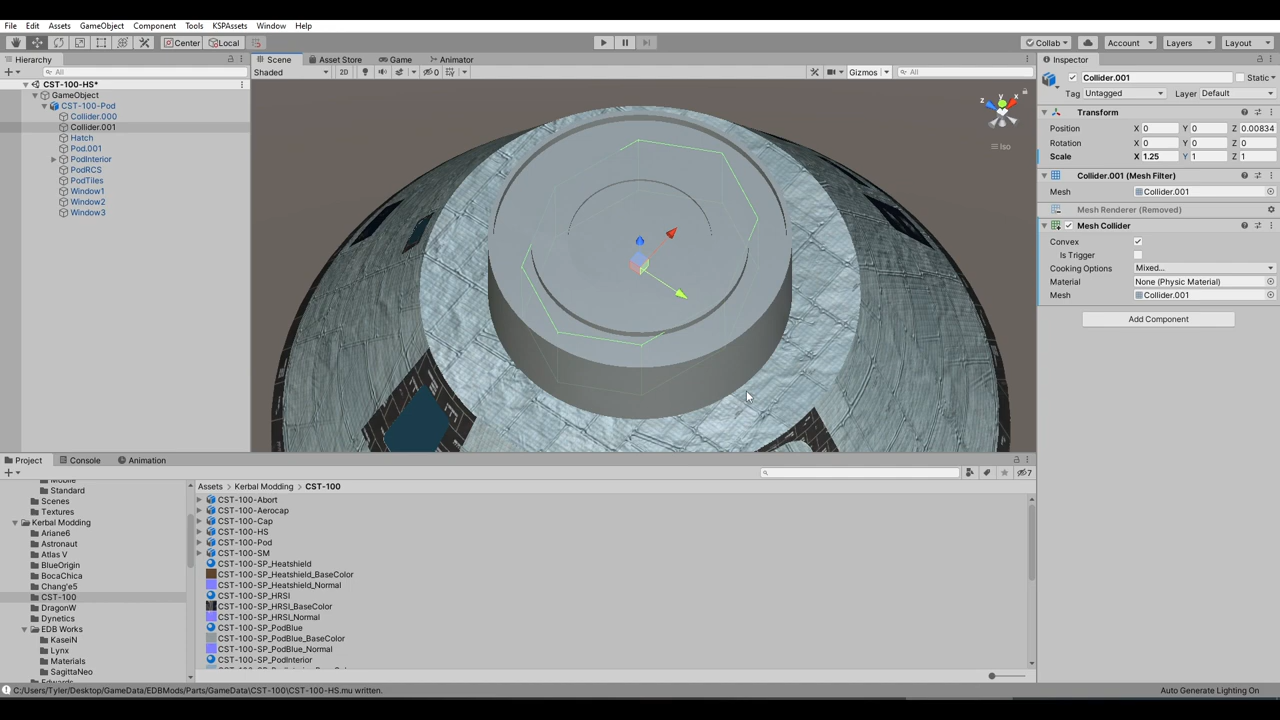 File Edit Assets GameObject Component Tools KSPAssets Window Help
Center Local Collab Account Layers Layout
Hierarchy Scene Asset Store Game Animator Inspector
All Shaded 2D 0 Gizmos All Collider.001 Static
CST-100-HS* Tag Untagged Layer Default
GameObject
CST-100-Pod
Collider.000
Collider.001
Hatch
Pod.001
PodInterior
PodRCS
PodTiles
Window1
Window2
Window3
z y x
Iso
Transform
Position X 0 Y 0 Z 0.00834
Rotation X 0 Y 0 Z 0
Scale X 1.25 Y 1 Z 1
Collider.001 (Mesh Filter)
Mesh Collider.001
Mesh Renderer (Removed)
Mesh Collider
Convex
Is Trigger
Cooking Options Mixed...
Material None (Physic Material)
Mesh Collider.001
Add Component
Project Console Animation
7
Standard
Scenes
Textures
Kerbal Modding
Ariane6
Astronaut
Atlas V
BlueOrigin
BocaChica
Chang'e5
CST-100
DragonW
Dynetics
EDB Works
KaseiN
Lynx
Materials
SagittaNeo
Assets Kerbal Modding CST-100
CST-100-Abort
CST-100-Aerocap
CST-100-Cap
CST-100-HS
CST-100-Pod
CST-100-SM
CST-100-SP_Heatshield
CST-100-SP_Heatshield_BaseColor
CST-100-SP_Heatshield_Normal
CST-100-SP_HRSI
CST-100-SP_HRSI_BaseColor
CST-100-SP_HRSI_Normal
CST-100-SP_PodBlue
CST-100-SP_PodBlue_BaseColor
CST-100-SP_PodBlue_Normal
CST-100-SP_PodInterior
C:/Users/Tyler/Desktop/GameData/EDBMods/Parts/GameData\CST-100\CST-100-HS.mu written.
Auto Generate Lighting On